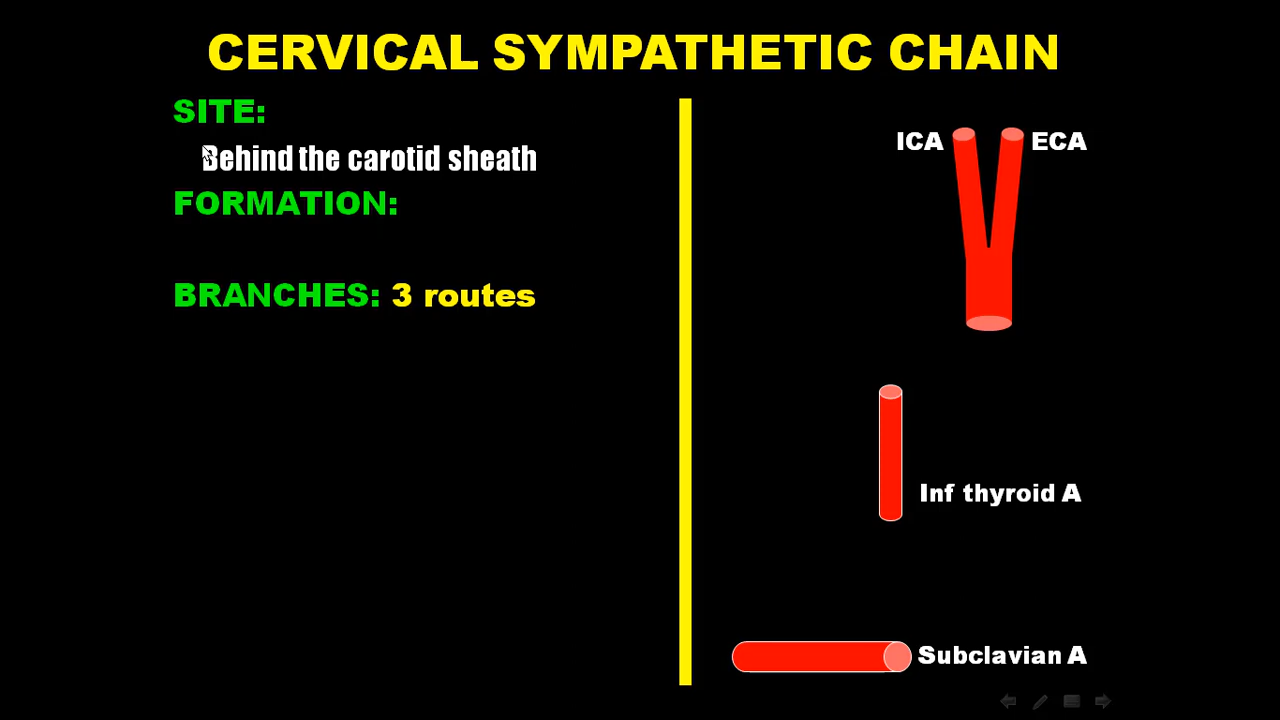 CERVICAL SYMPATHETIC CHAIN
SITE:
Behind the carotid sheath
FORMATION:
BRANCHES: 3 routes
ICA
ECA
Inf thyroid A
Subclavian A